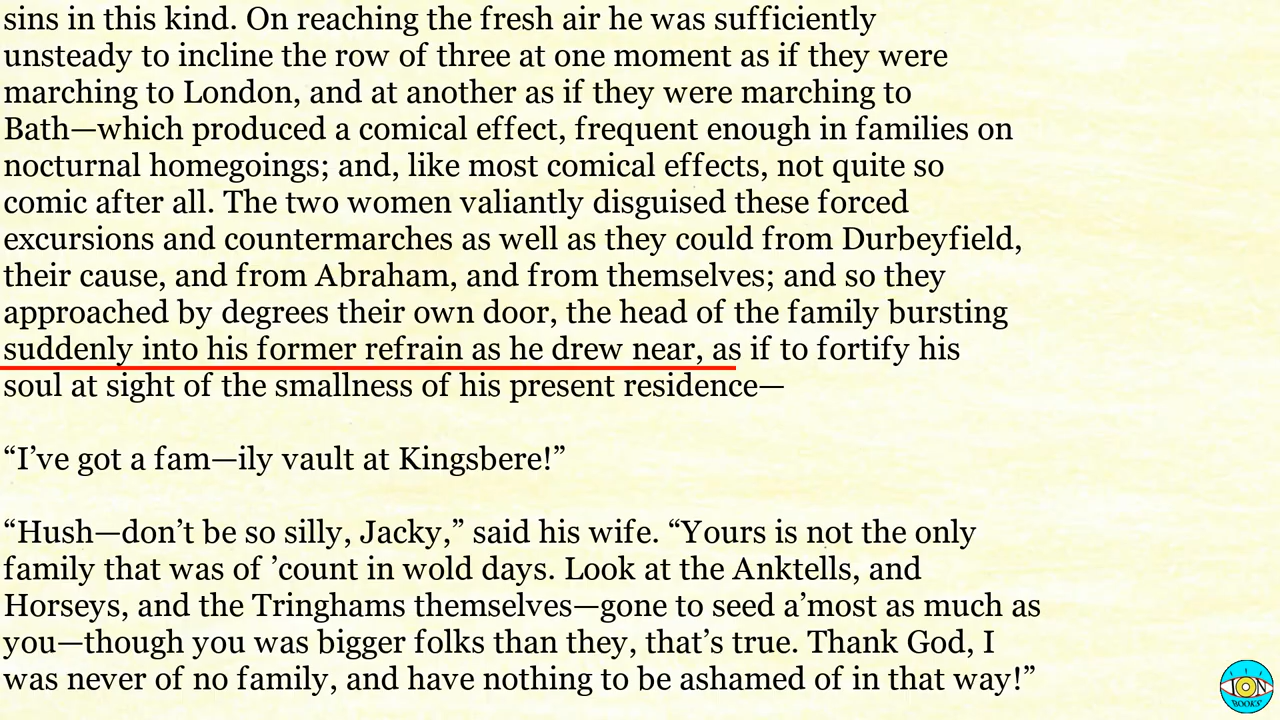 sins in this kind. On reaching the fresh air he was sufficiently
unsteady to incline the row of three at one moment as if they were
marching to London, and at another as if they were marching to
Bath—which produced a comical effect, frequent enough in families on
nocturnal homegoings; and, like most comical effects, not quite so
comic after all. The two women valiantly disguised these forced
excursions and countermarches as well as they could from Durbeyfield,
their cause, and from Abraham, and from themselves; and so they
approached by degrees their own door, the head of the family bursting
suddenly into his former refrain as he drew near, as if to fortify his
soul at sight of the smallness of his present residence—
“I’ve got a fam—ily vault at Kingsbere!”
“Hush—don’t be so silly, Jacky,” said his wife. “Yours is not the only
family that was of ’count in wold days. Look at the Anktells, and
Horseys, and the Tringhams themselves—gone to seed a’most as much as
you—though you was bigger folks than they, that’s true. Thank God, I
was never of no family, and have nothing to be ashamed of in that way!”
ION
BOOKS